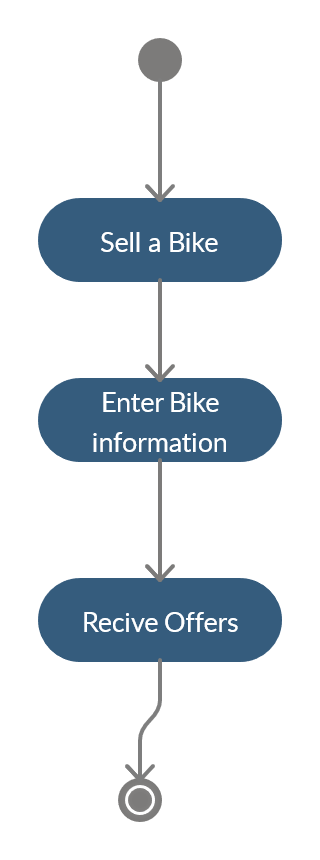 Sell a Bike
Enter Bike
information
Recive Offers